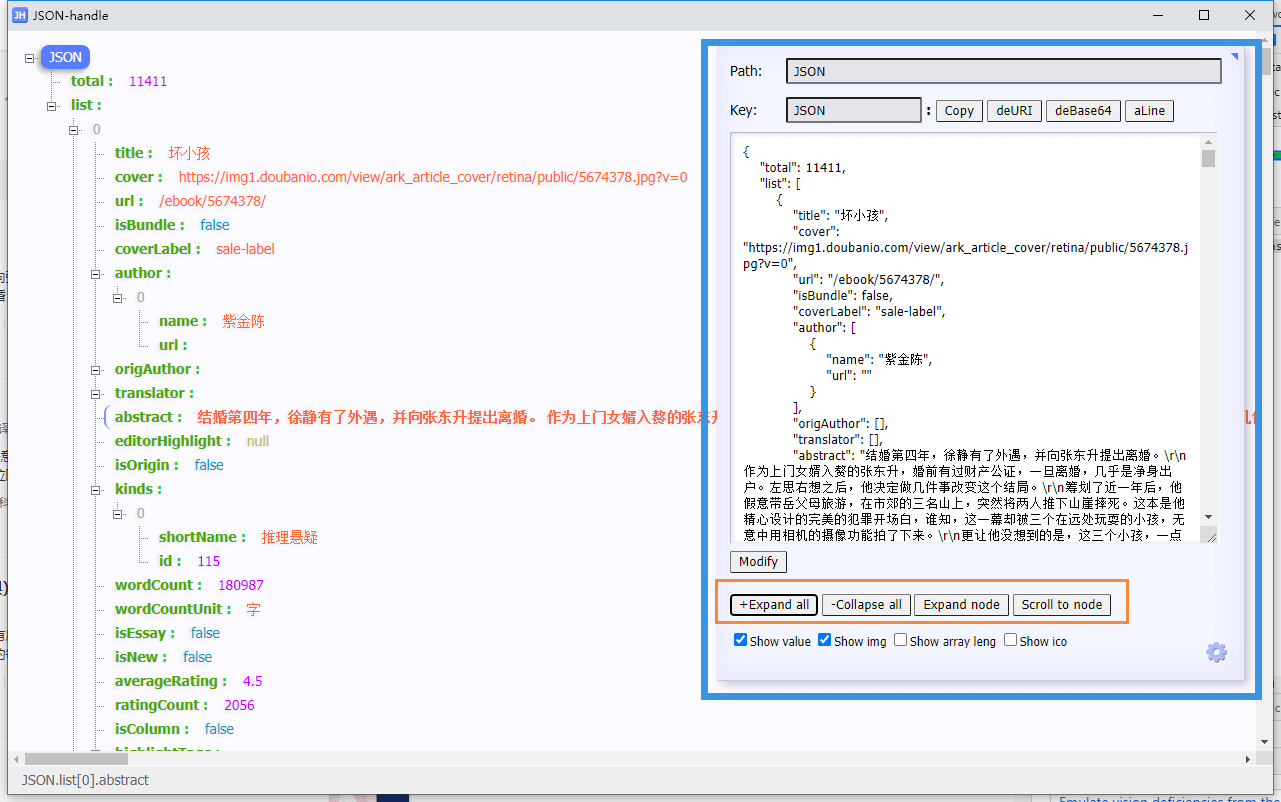 JSON-handle
JSON
total : 11411
list :
0
title : 坏小孩
cover : https://img1.doubanio.com/view/ark_article_cover/retina/public/5674378.jpg?v=0
url : /ebook/5674378/
isBundle : false
coverLabel : sale-label
author :
0
name : 紫金陈
url :
origAuthor :
translator :
abstract : 结婚第四年，徐静有了外遇，并向张东升提出离婚。 作为上门女婿入赘的张东升
editorHighlight : null
isOrigin : false
kinds :
0
shortName : 推理悬疑
id : 115
wordCount : 180987
wordCountUnit : 字
isEssay : false
isNew : false
averageRating : 4.5
ratingCount : 2056
isColumn : false
JSON.list[0].abstract
Path: JSON
Key: JSON : Copy deURI deBase64 aLine
{
"total": 11411,
"list": [
{
"title": "坏小孩",
"cover":
"https://img1.doubanio.com/view/ark_article_cover/retina/public/5674378.j
pg?v=0",
"url": "/ebook/5674378/",
"isBundle": false,
"coverLabel": "sale-label",
"author": [
{
"name": "紫金陈",
"url": ""
}
],
"origAuthor": [],
"translator": [],
"abstract": "结婚第四年，徐静有了外遇，并向张东升提出离婚。\r\n
作为上门女婿入赘的张东升，婚前有过财产公证，一旦离婚，几乎是净身出
户。左思右想之后，他决定做几件事改变这个结局。\r\n筹划了近一年后，他
假意带岳父母旅游，在市郊的三名山上，突然将两人推下山崖摔死。这本是他
精心设计的完美的犯罪开场白，谁知，这一幕却被三个在远处玩耍的小孩，无
意中用相机的摄像功能拍了下来。\r\n更让他没想到的是，这三个小孩，一点
Modify
+Expand all -Collapse all Expand node Scroll to node
Show value Show img Show array leng Show ico